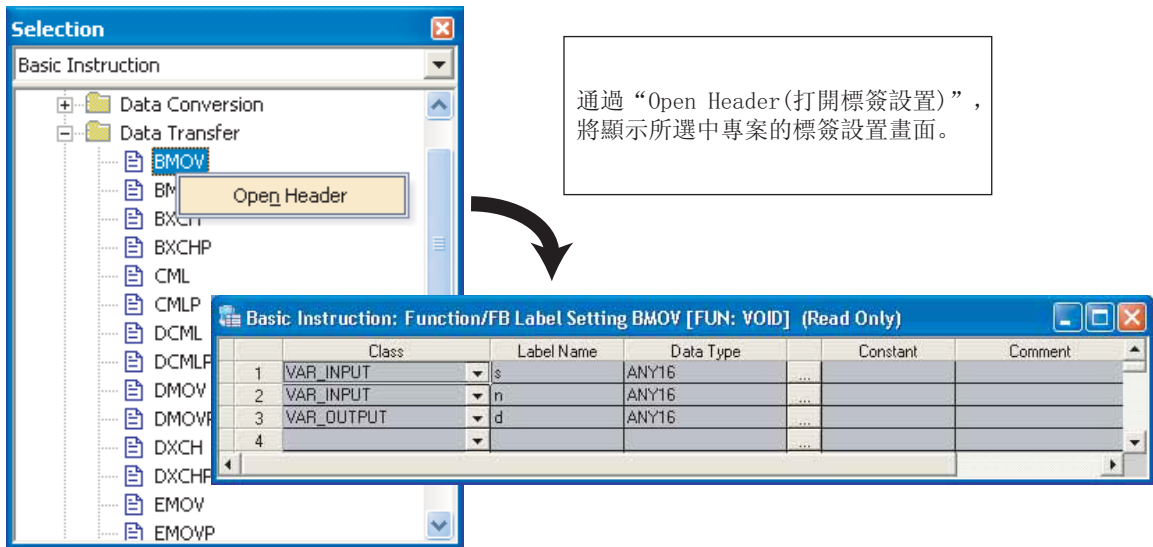 Selection
Basic Instruction
Data Conversion
Data Transfer
BMOV
Open Header
BXCHP
CML
CMLP
DCML
DMOV
DXCH
EMOV
EMOVP
通過“Open Header(打開標簽設置)”,
將顯示所選中專案的標簽設置畫面。
Basic Instruction: Function/FB Label Setting BMOV [FUN: VOID] (Read Only)
Class Label Name Data Type Constant Comment
1 VAR_INPUT s ANY16 ...
2 VAR_INPUT n ANY16 ...
3 VAR_OUTPUT d ANY16 ...
4 ...